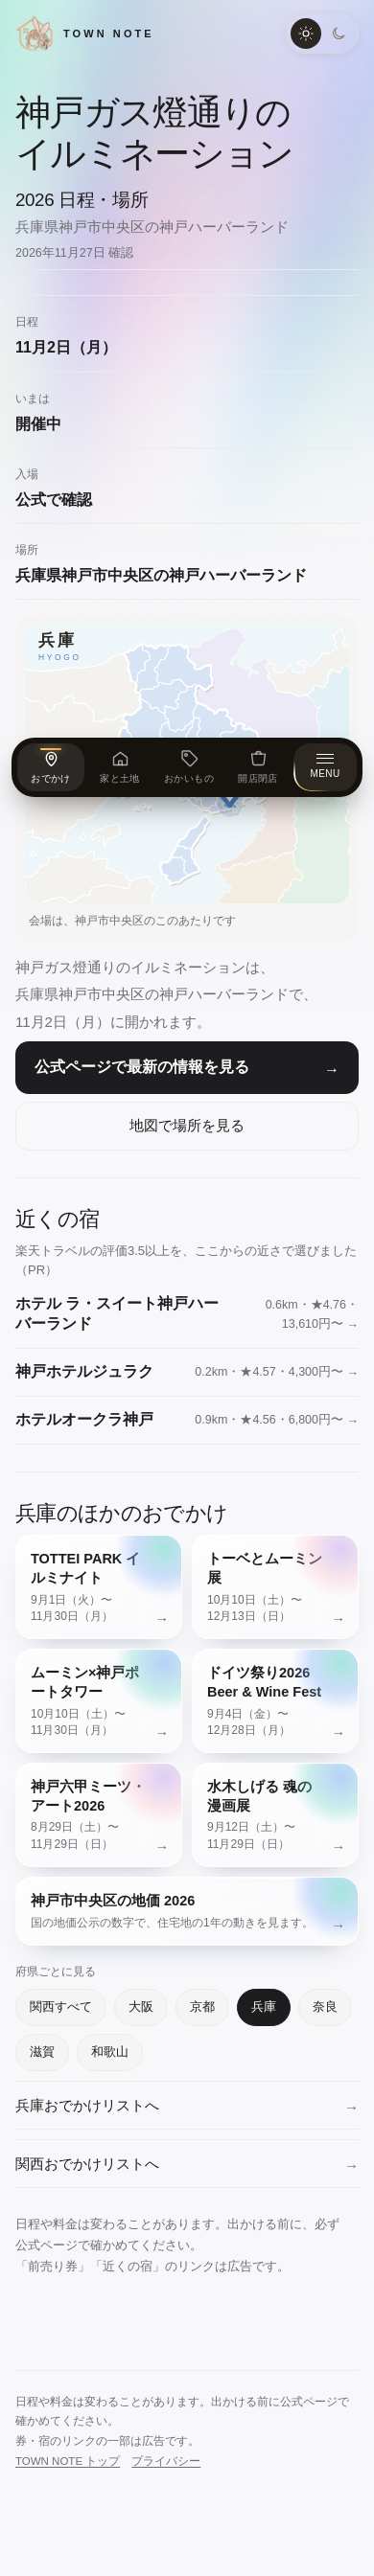 TOWN NOTE
神戸ガス燈通りの
イルミネーション
2026 日程・場所
兵庫県神戸市中央区の神戸ハーバーランド
2026年11月27日 確認
日程
11月2日（月）
いまは
開催中
入場
公式で確認
場所
兵庫県神戸市中央区の神戸ハーバーランド
兵庫
HYOGO
おでかけ
家と土地
おかいもの
開店閉店
MENU
会場は、神戸市中央区のこのあたりです
神戸ガス燈通りのイルミネーションは、
兵庫県神戸市中央区の神戸ハーバーランドで、
11月2日（月）に開かれます。
公式ページで最新の情報を見る →
地図で場所を見る
近くの宿
楽天トラベルの評価3.5以上を、ここからの近さで選びました
（PR）
ホテル ラ・スイート神戸ハー
バーランド
0.6km・★4.76・
13,610円〜 →
神戸ホテルジュラク
0.2km・★4.57・4,300円〜 →
ホテルオークラ神戸
0.9km・★4.56・6,800円〜 →
兵庫のほかのおでかけ
TOTTEI PARK イ
ルミナイト
9月1日（火）〜
11月30日（月）
→
トーベとムーミン
展
10月10日（土）〜
12月13日（日）
→
ムーミン×神戸ポ
ートタワー
10月10日（土）〜
11月30日（月）
→
ドイツ祭り2026
Beer & Wine Fest
9月4日（金）〜
12月28日（月）
→
神戸六甲ミーツ・
アート2026
8月29日（土）〜
11月29日（日）
→
水木しげる 魂の
漫画展
9月12日（土）〜
11月29日（日）
→
神戸市中央区の地価 2026
国の地価公示の数字で、住宅地の1年の動きを見ます。
→
府県ごとに見る
関西すべて
大阪
京都
兵庫
奈良
滋賀
和歌山
兵庫おでかけリストへ →
関西おでかけリストへ →
日程や料金は変わることがあります。出かける前に、必ず
公式ページで確かめてください。
「前売り券」「近くの宿」のリンクは広告です。
日程や料金は変わることがあります。出かける前に公式ページで
確かめてください。
券・宿のリンクの一部は広告です。
TOWN NOTE トップ プライバシー